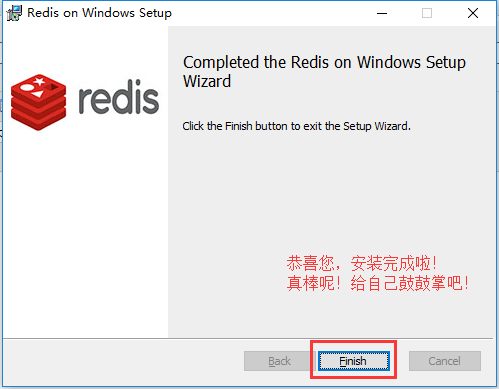 Redis on Windows Setup
Completed the Redis on Windows Setup
Wizard
redis
Click the Finish button to exit the Setup Wizard.
恭喜您，安装完成啦！
真棒呢！给自己鼓鼓掌吧！
Back
Finish
Cancel